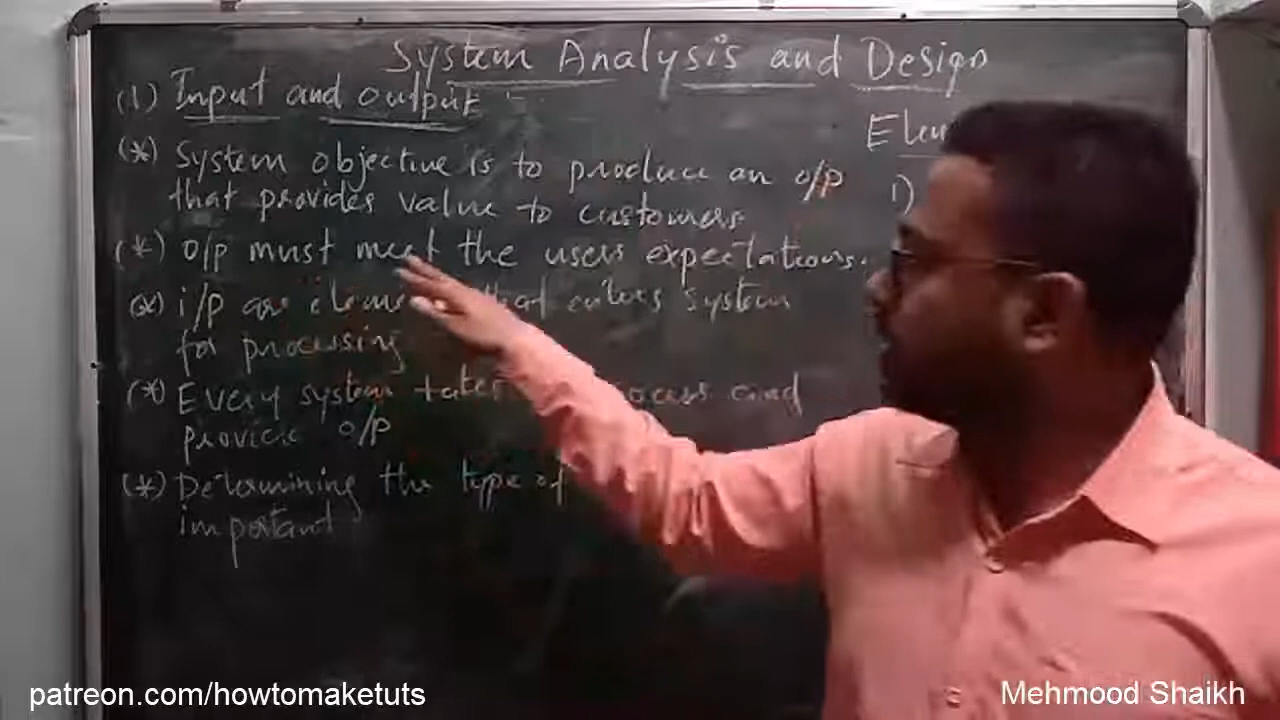 System Analysis and Design
(1) Input and output :-
(*) System objective is to produce an o/p
that provides value to customers
(*) o/p must meet the users expectations.
(*) i/p are that enters system
for processing
(*) Every system takes and
provide o/p
(*) Determining the type of
important
1)
patreon.com/howtomaketuts
Mehmood Shaikh